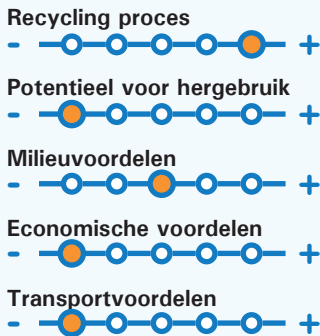 Recycling proces
- +
Potentieel voor hergebruik
- +
Milieuvoordelen
- +
Economische voordelen
- +
Transportvoordelen
- +